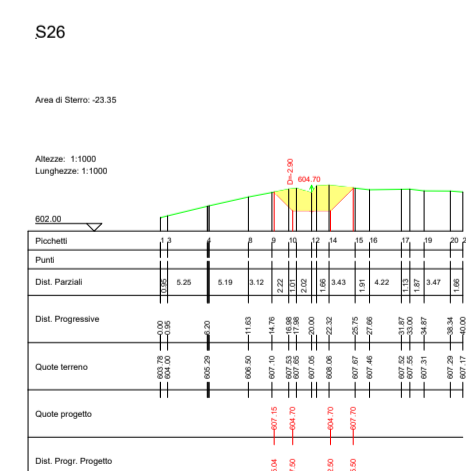 S26
Area di Sterro: -23.35
Altezze: 1:1000
Lunghezze: 1:1000
D=-2.90
604.70
602.00
Picchetti 1 3 8 9 10 12 14 15 16 17 19 20
Punti
Dist. Parziali 0.95 5.25 5.19 3.12 2.22 1.01 2.02 1.66 3.43 1.91 4.22 1.13 1.87 3.47 1.66
Dist. Progressive 0.00 0.95 6.20 11.63 14.76 16.98 17.98 20.00 22.32 25.75 27.66 31.87 33.00 34.87 38.34 40.00
Quote terreno 603.78 604.00 605.29 606.50 607.10 607.53 607.65 607.05 608.06 607.67 607.46 607.52 607.55 607.31 607.29 607.17
Quote progetto 607.15 604.70 604.70 607.70
Dist. Progr. Progetto